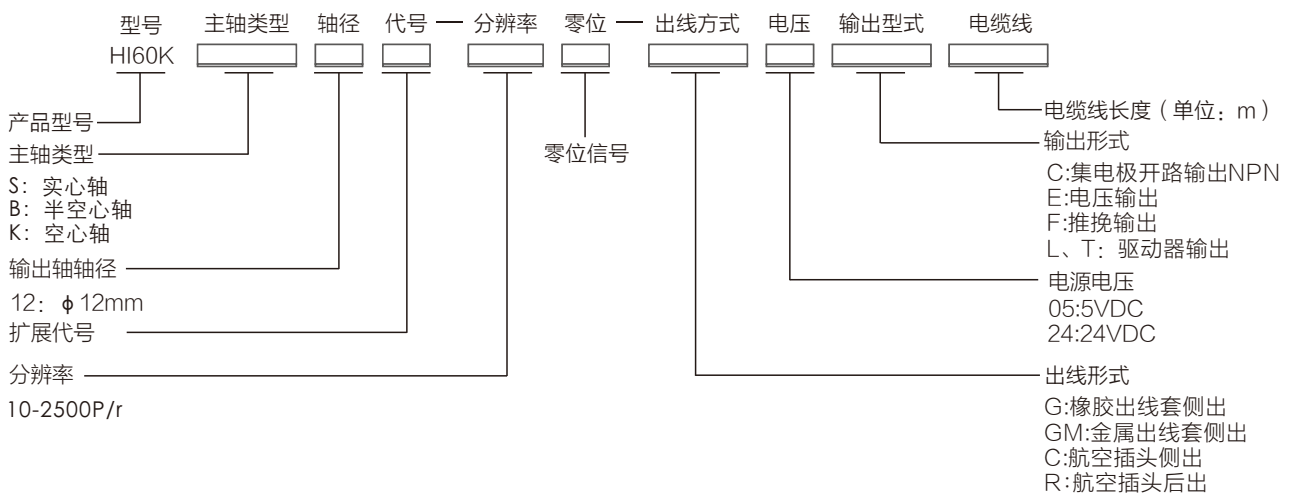 型号 主轴类型 轴径 代号 — 分辨率 零位 — 出线方式 电压 输出型式 电缆线
HI60K
产品型号
主轴类型
S：实心轴
B：半空心轴
K：空心轴
输出轴轴径
12：ϕ12mm
扩展代号
分辨率
10-2500P/r
零位信号
电缆线长度（单位：m）
输出形式
C:集电极开路输出NPN
E:电压输出
F:推挽输出
L、T：驱动器输出
电源电压
05:5VDC
24:24VDC
出线形式
G:橡胶出线套侧出
GM:金属出线套侧出
C:航空插头侧出
R:航空插头后出